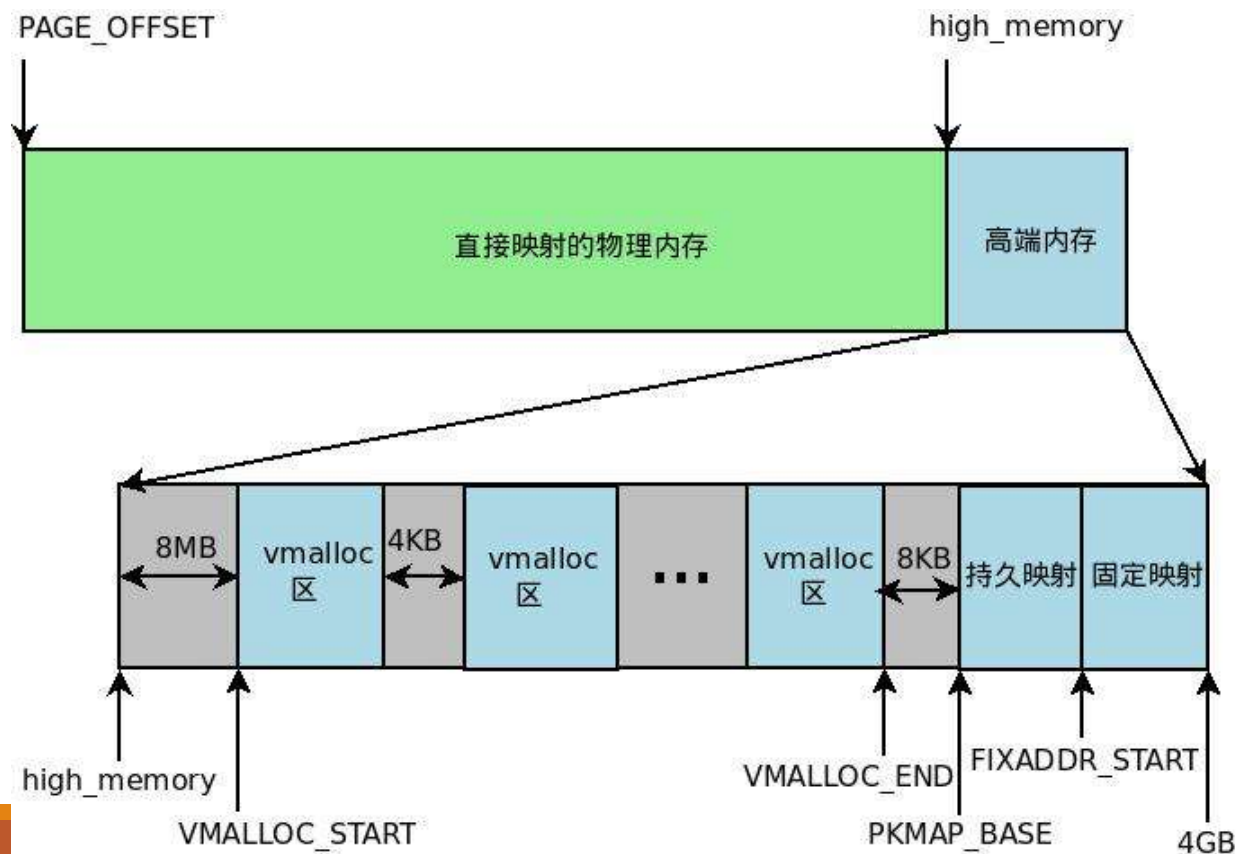 PAGE_OFFSET
high_memory
直接映射的物理内存
高端内存
8MB
vmalloc
区
4KB
vmalloc
区
...
vmalloc
区
8KB
持久映射
固定映射
high_memory
VMALLOC_START
VMALLOC_END
PKMAP_BASE
FIXADDR_START
4GB